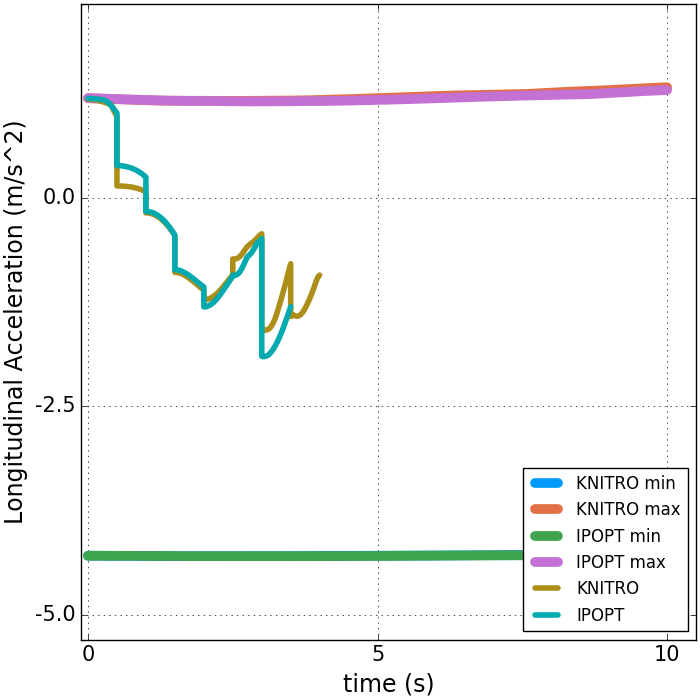 Longitudinal Acceleration (m/s^2)
0.0
-2.5
-5.0
0
5
10
time (s)
KNITRO min
KNITRO max
IPOPT min
IPOPT max
KNITRO
IPOPT